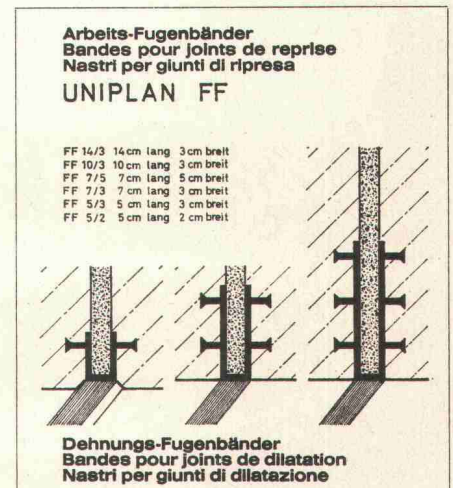 Arbeits-Fugenbänder
Bandes pour joints de reprise
Nastri per giunti di ripresa
UNIPLAN FF
FF 14/3 14 cm lang 3 cm breit
FF 10/3 10 cm lang 3 cm breit
FF 7/5 7 cm lang 5 cm breit
FF 7/3 7 cm lang 3 cm breit
FF 5/3 5 cm lang 3 cm breit
FF 5/2 5 cm lang 2 cm breit
Dehnungs-Fugenbänder
Bandes pour joints de dilatation
Nastri per giunti di dilatazione